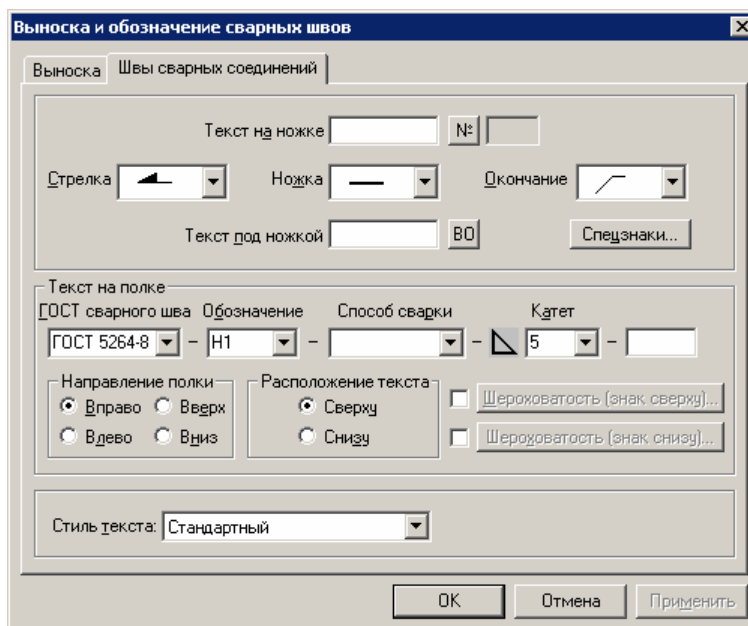 Выноска и обозначение сварных швов
Выноска Швы сварных соединений
Текст на ножке №
Стрелка Ножка Окончание
Текст под ножкой ВО Спецзнаки...
Текст на полке
ГОСТ сварного шва Обозначение Способ сварки Катет
ГОСТ 5264-8 – Н1 – – 5 –
Направление полки Расположение текста
Вправо Вверх Сверху Шероховатость (знак сверху)...
Влево Вниз Снизу Шероховатость (знак снизу)...
Стиль текста: Стандартный
OK Отмена Применить